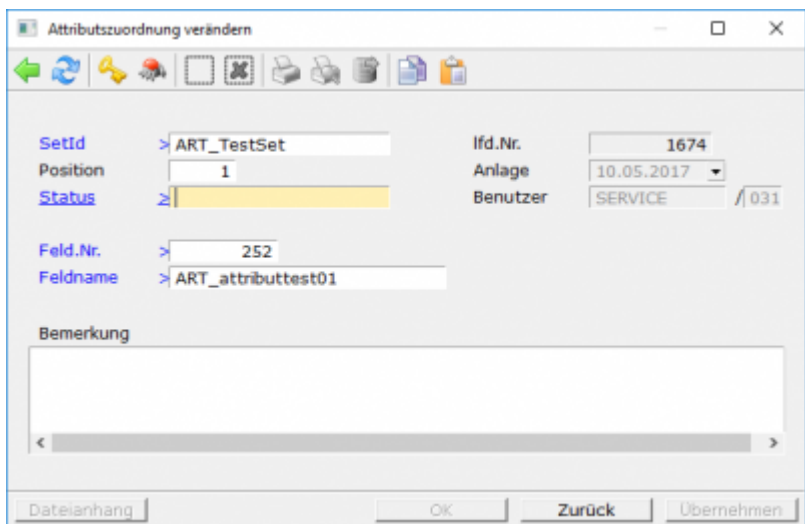 Attributszuordnung verändern
SetId > ART_TestSet lfd.Nr. 1674
Position 1 Anlage 10.05.2017
Status > Benutzer SERVICE / 031
Feld.Nr. > 252
Feldname > ART_attributtest01
Bemerkung
Dateianhang OK Zurück Übernehmen